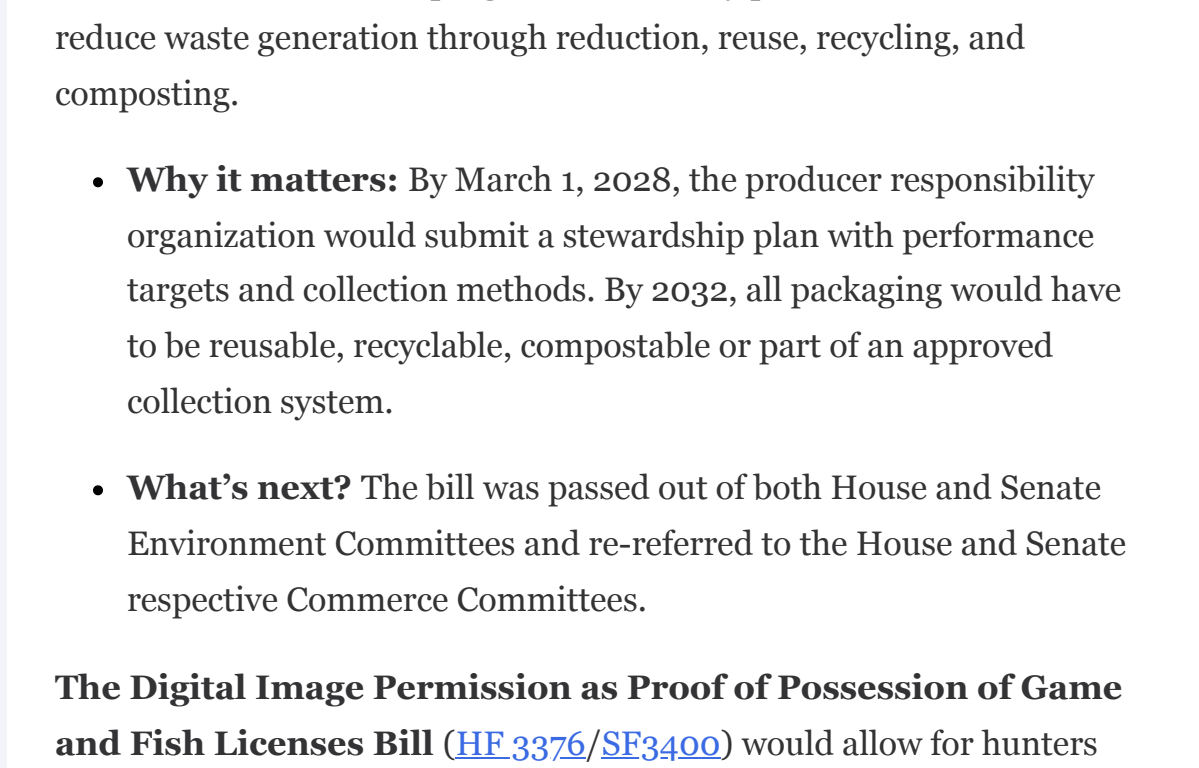 reduce waste generation through reduction, reuse, recycling, and
composting.
• Why it matters: By March 1, 2028, the producer responsibility
organization would submit a stewardship plan with performance
targets and collection methods. By 2032, all packaging would have
to be reusable, recyclable, compostable or part of an approved
collection system.
• What’s next? The bill was passed out of both House and Senate
Environment Committees and re-referred to the House and Senate
respective Commerce Committees.
The Digital Image Permission as Proof of Possession of Game
and Fish Licenses Bill (HF 3376/SF3400) would allow for hunters